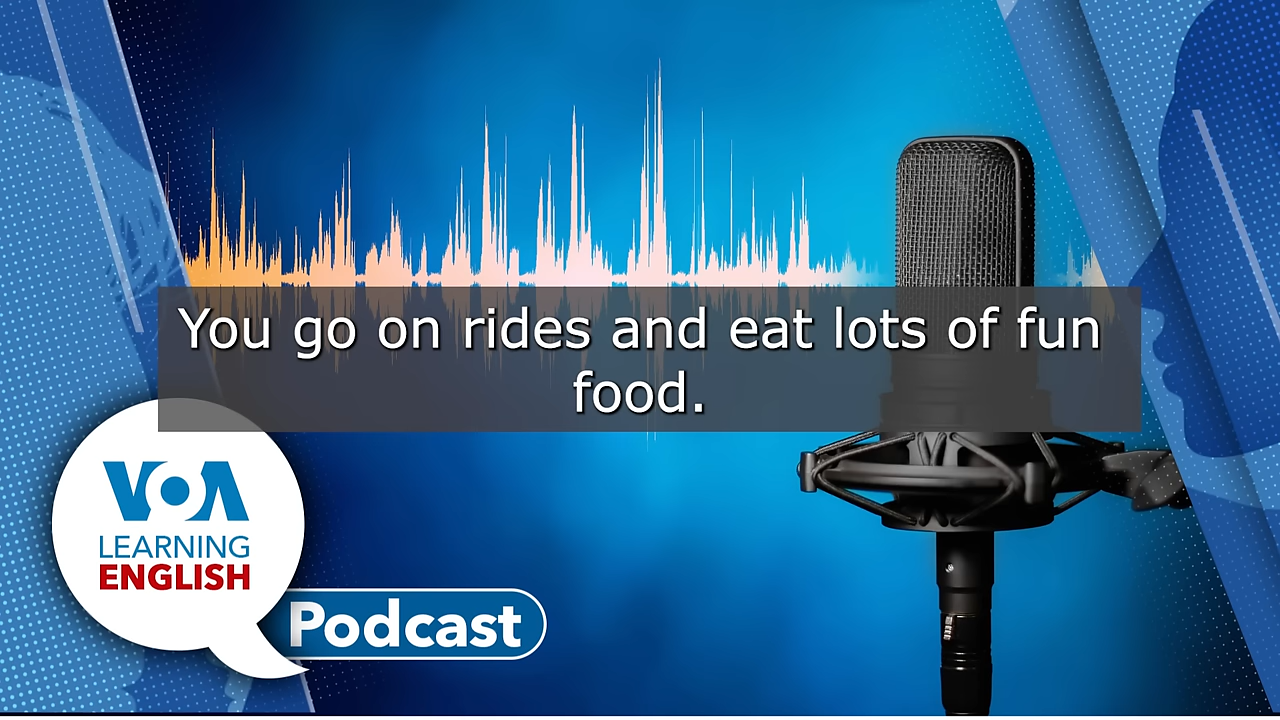 You go on rides and eat lots of fun
food.
VOA
LEARNING
ENGLISH
Podcast